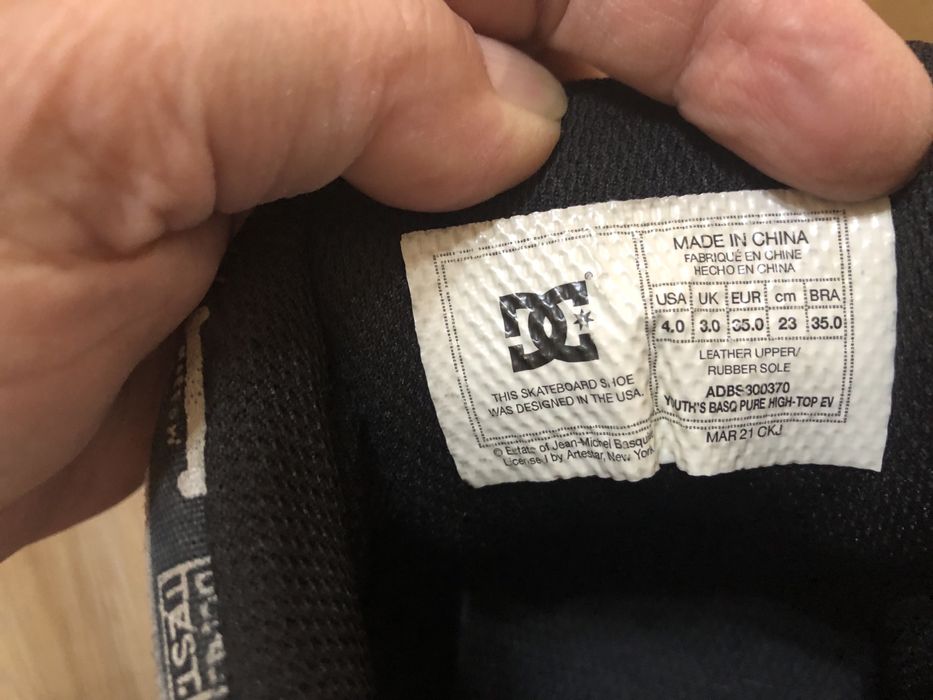 DC
®
THIS SKATEBOARD SHOE
WAS DESIGNED IN THE USA.
© Estate of Jean-Michel Basquia
Licensed by Artestar, New York
MADE IN CHINA
FABRIQUÉ EN CHINE
HECHO EN CHINA
USA UK EUR cm BRA
4.0 3.0 35.0 23 35.0
LEATHER UPPER/
RUBBER SOLE
ADBS300370
YOUTH'S BASQ PURE HIGH-TOP EV
MAR 21 CKJ